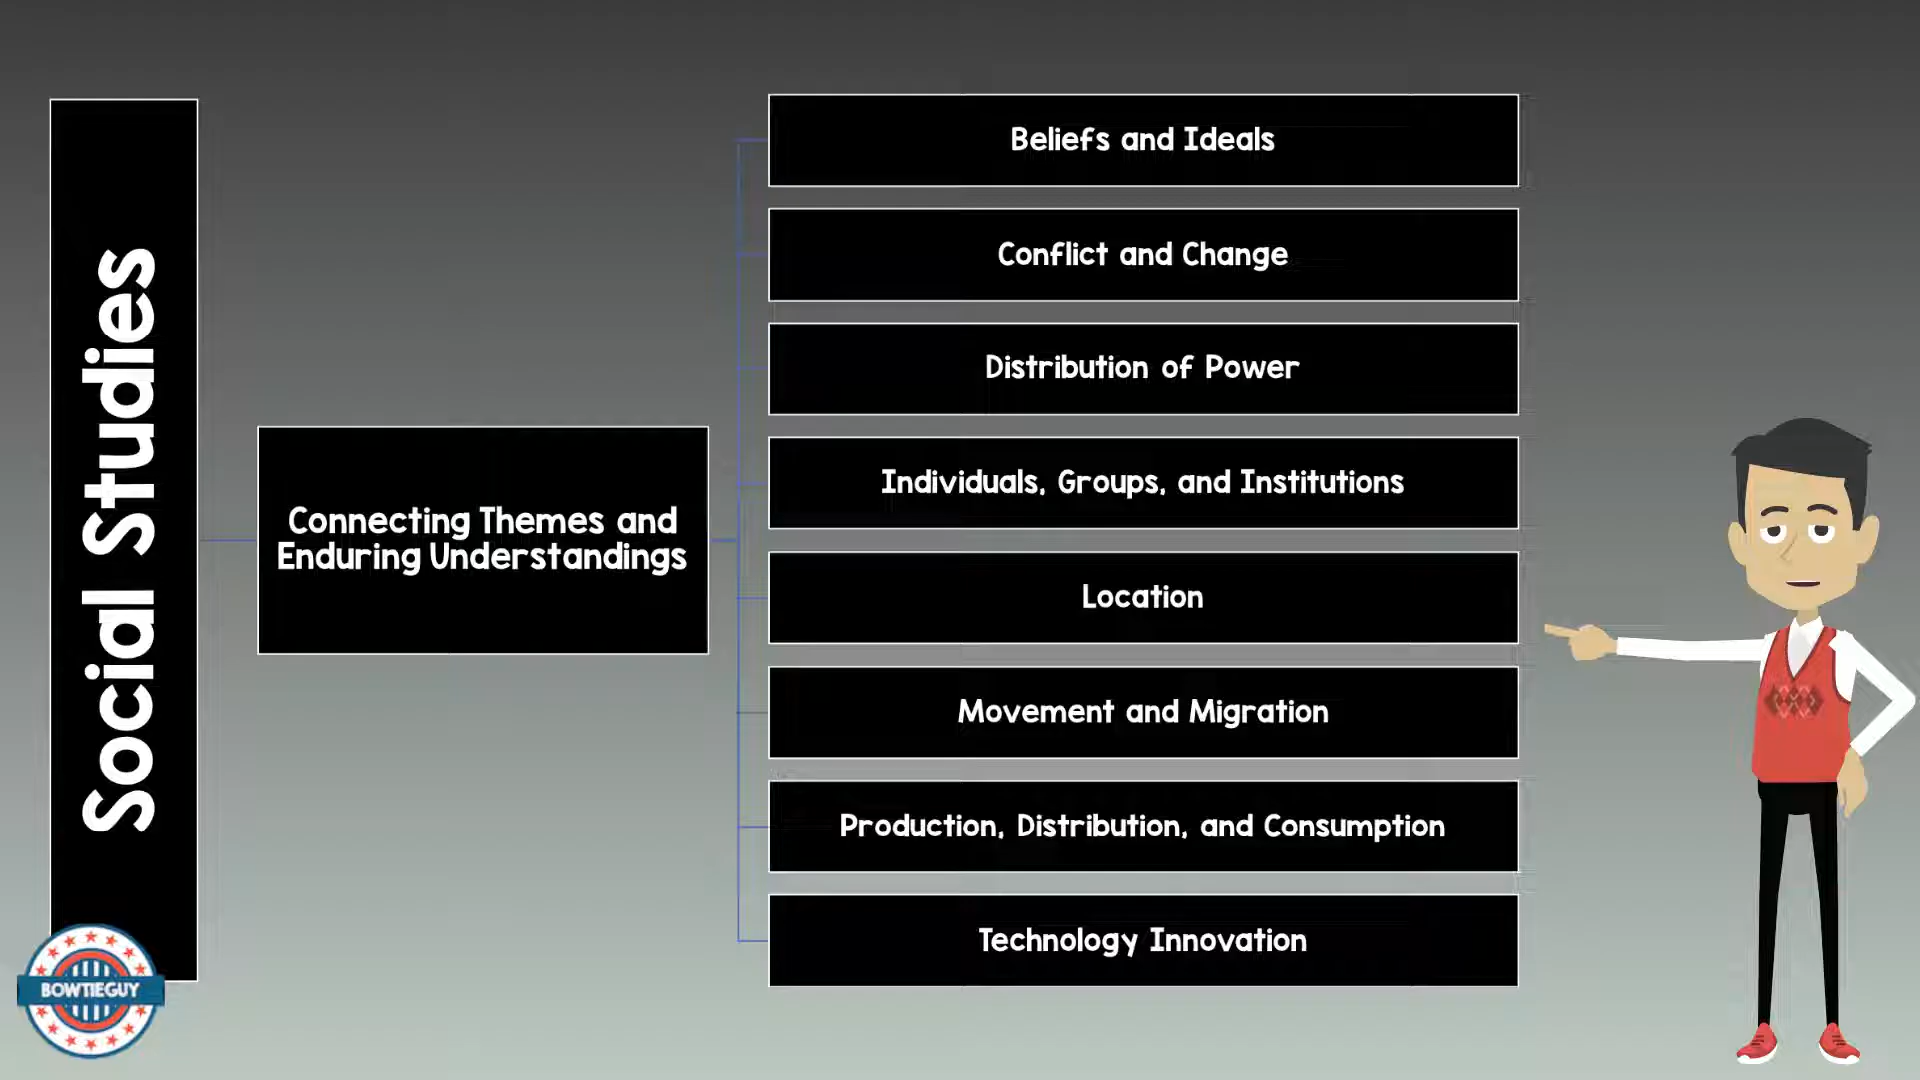 Social Studies
Connecting Themes and
Enduring Understandings
Beliefs and Ideals
Conflict and Change
Distribution of Power
Individuals, Groups, and Institutions
Location
Movement and Migration
Production, Distribution, and Consumption
Technology Innovation
BOWTIEGUY